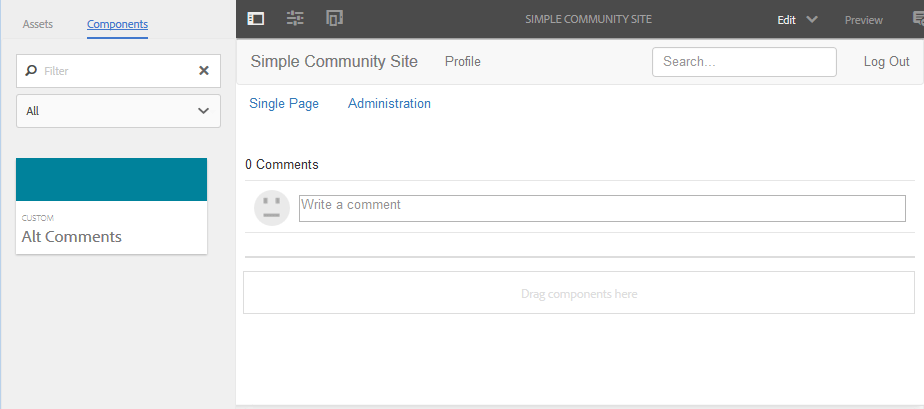 Assets Components
Filter
All
CUSTOM
Alt Comments
SIMPLE COMMUNITY SITE Edit Preview
Simple Community Site Profile Search... Log Out
Single Page Administration
0 Comments
Write a comment
Drag components here